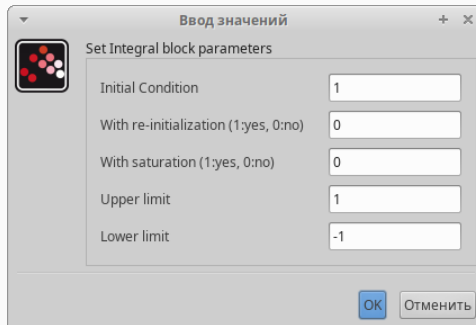 Ввод значений
Set Integral block parameters
Initial Condition 1
With re-initialization (1:yes, 0:no) 0
With saturation (1:yes, 0:no) 0
Upper limit 1
Lower limit -1
OK Отменить